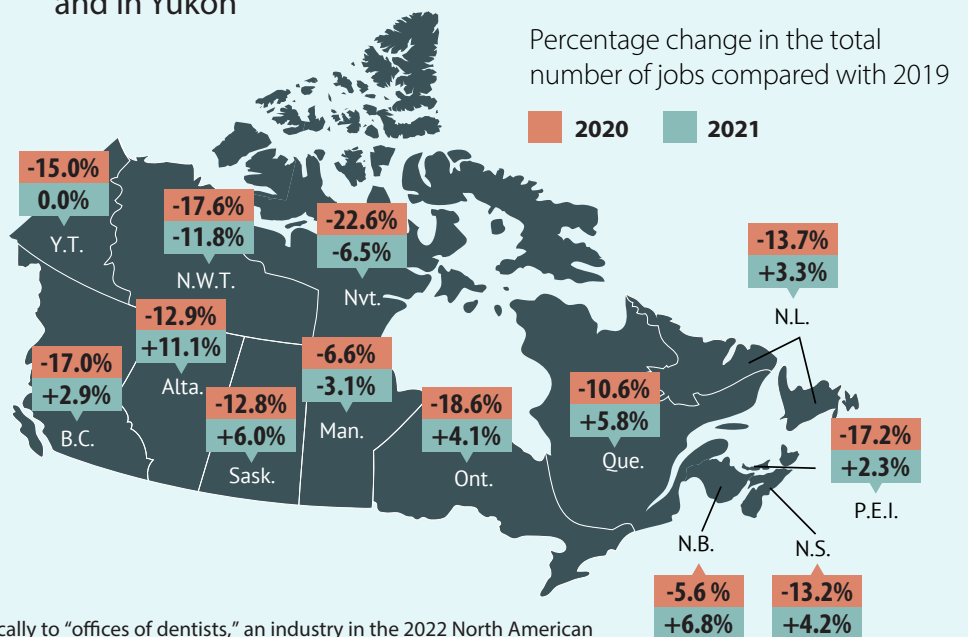 and in Yukon
Percentage change in the total
number of jobs compared with 2019
2020 2021
-15.0%
0.0%
Y.T.
-17.6%
-11.8%
N.W.T.
-22.6%
-6.5%
Nvt.
-13.7%
+3.3%
N.L.
-17.0%
+2.9%
B.C.
-12.9%
+11.1%
Alta.
-12.8%
+6.0%
Sask.
-6.6%
-3.1%
Man.
-18.6%
+4.1%
Ont.
-10.6%
+5.8%
Que.
-17.2%
+2.3%
P.E.I.
N.B.
-5.6 %
+6.8%
N.S.
-13.2%
+4.2%
to “offices of dentists,” an industry in the 2022 North American